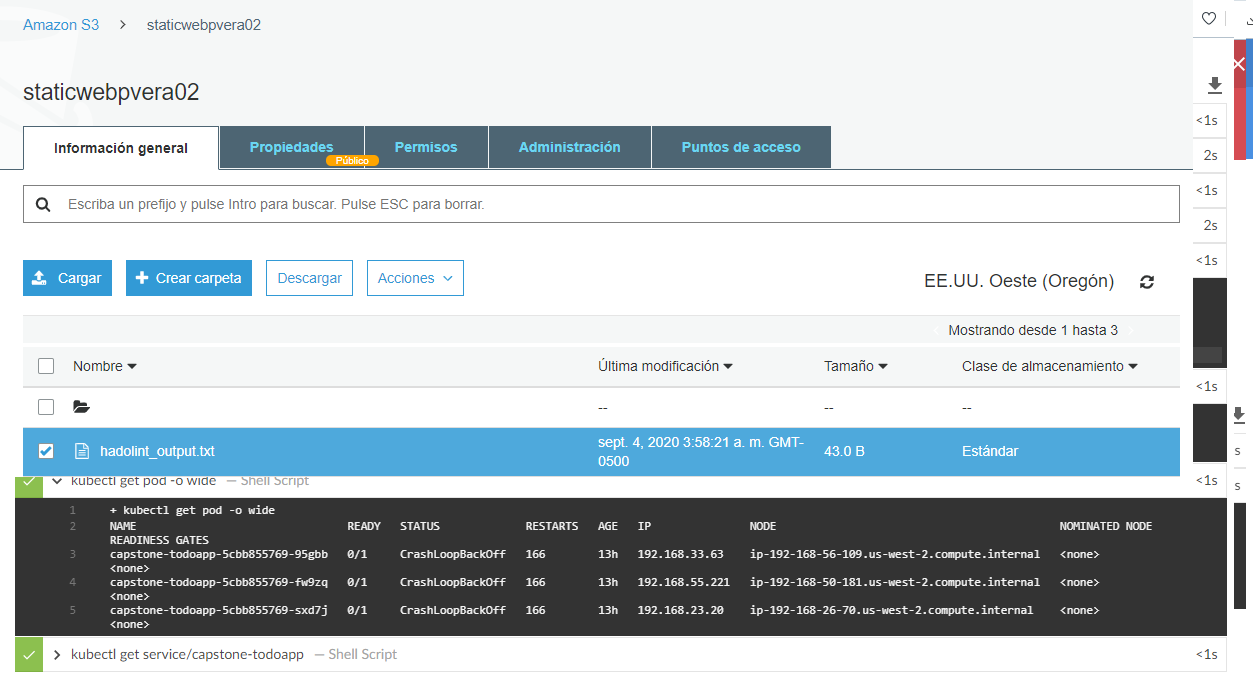 Amazon S3 > staticwebpvera02
staticwebpvera02
Información general Propiedades Permisos Administración Puntos de acceso
Público
Escriba un prefijo y pulse Intro para buscar. Pulse ESC para borrar.
Cargar Crear carpeta Descargar Acciones EE.UU. Oeste (Oregón)
Mostrando desde 1 hasta 3
Nombre Última modificación Tamaño Clase de almacenamiento
-- -- --
hadolint_output.txt sept. 4, 2020 3:58:21 a. m. GMT-
0500 43.0 B Estándar
<1s
2s
<1s
2s
<1s
<1s
s
s
kubectl get pod -o wide — Shell Script <1s
1 + kubectl get pod -o wide
2 NAME READY STATUS RESTARTS AGE IP NODE NOMINATED NODE
READINESS GATES
3 capstone-todoapp-5cbb855769-95gbb 0/1 CrashLoopBackOff 166 13h 192.168.33.63 ip-192-168-56-109.us-west-2.compute.internal <none>
<none>
4 capstone-todoapp-5cbb855769-fw9zq 0/1 CrashLoopBackOff 166 13h 192.168.55.221 ip-192-168-50-181.us-west-2.compute.internal <none>
<none>
5 capstone-todoapp-5cbb855769-sxd7j 0/1 CrashLoopBackOff 166 13h 192.168.23.20 ip-192-168-26-70.us-west-2.compute.internal <none>
<none>
kubectl get service/capstone-todoapp — Shell Script <1s